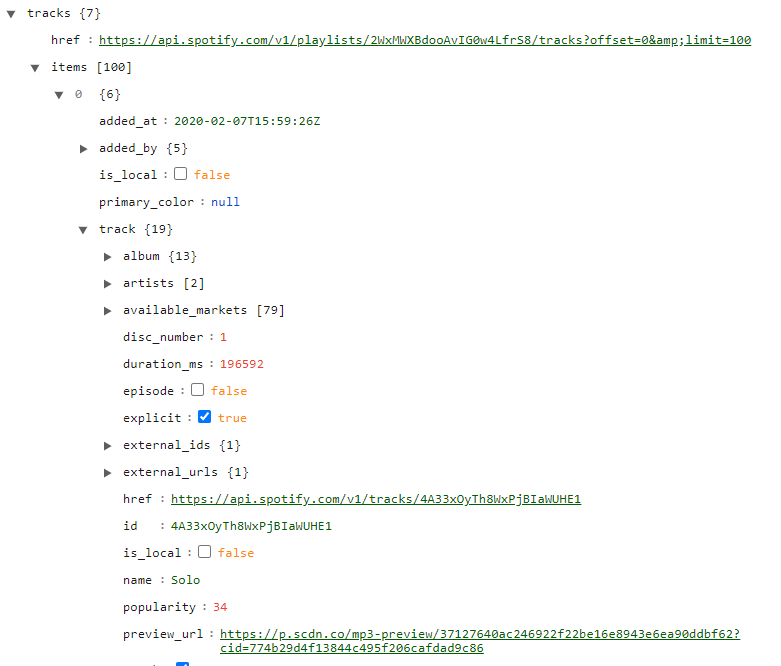 tracks {7}
href : https://api.spotify.com/v1/playlists/2WxMWXBdooAvIG0w4LfrS8/tracks?offset=0&amp;limit=100
items [100]
0 {6}
added_at : 2020-02-07T15:59:26Z
added_by {5}
is_local : false
primary_color : null
track {19}
album {13}
artists [2]
available_markets [79]
disc_number : 1
duration_ms : 196592
episode : false
explicit : true
external_ids {1}
external_urls {1}
href : https://api.spotify.com/v1/tracks/4A33xOyTh8WxPjBIaWUHE1
id : 4A33xOyTh8WxPjBIaWUHE1
is_local : false
name : Solo
popularity : 34
preview_url : https://p.scdn.co/mp3-preview/37127640ac246922f22be16e8943e6ea90ddbf62?
cid=774b29d4f13844c495f206cafdad9c86